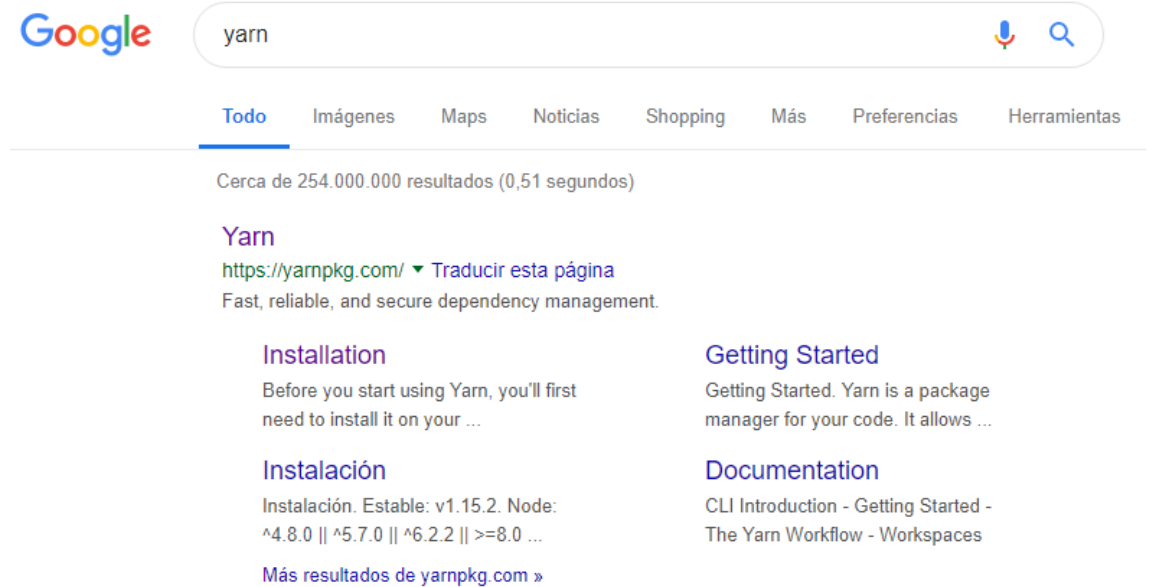 Google
yarn
Todo Imágenes Maps Noticias Shopping Más Preferencias Herramientas
Cerca de 254.000.000 resultados (0,51 segundos)
Yarn
https://yarnpkg.com/ Traducir esta página
Fast, reliable, and secure dependency management.
Installation
Before you start using Yarn, you'll first
need to install it on your ...
Getting Started
Getting Started. Yarn is a package
manager for your code. It allows ...
Instalación
Instalación. Estable: v1.15.2. Node:
^4.8.0 || ^5.7.0 || ^6.2.2 || >=8.0 ...
Documentation
CLI Introduction - Getting Started -
The Yarn Workflow - Workspaces
Más resultados de yarnpkg.com »